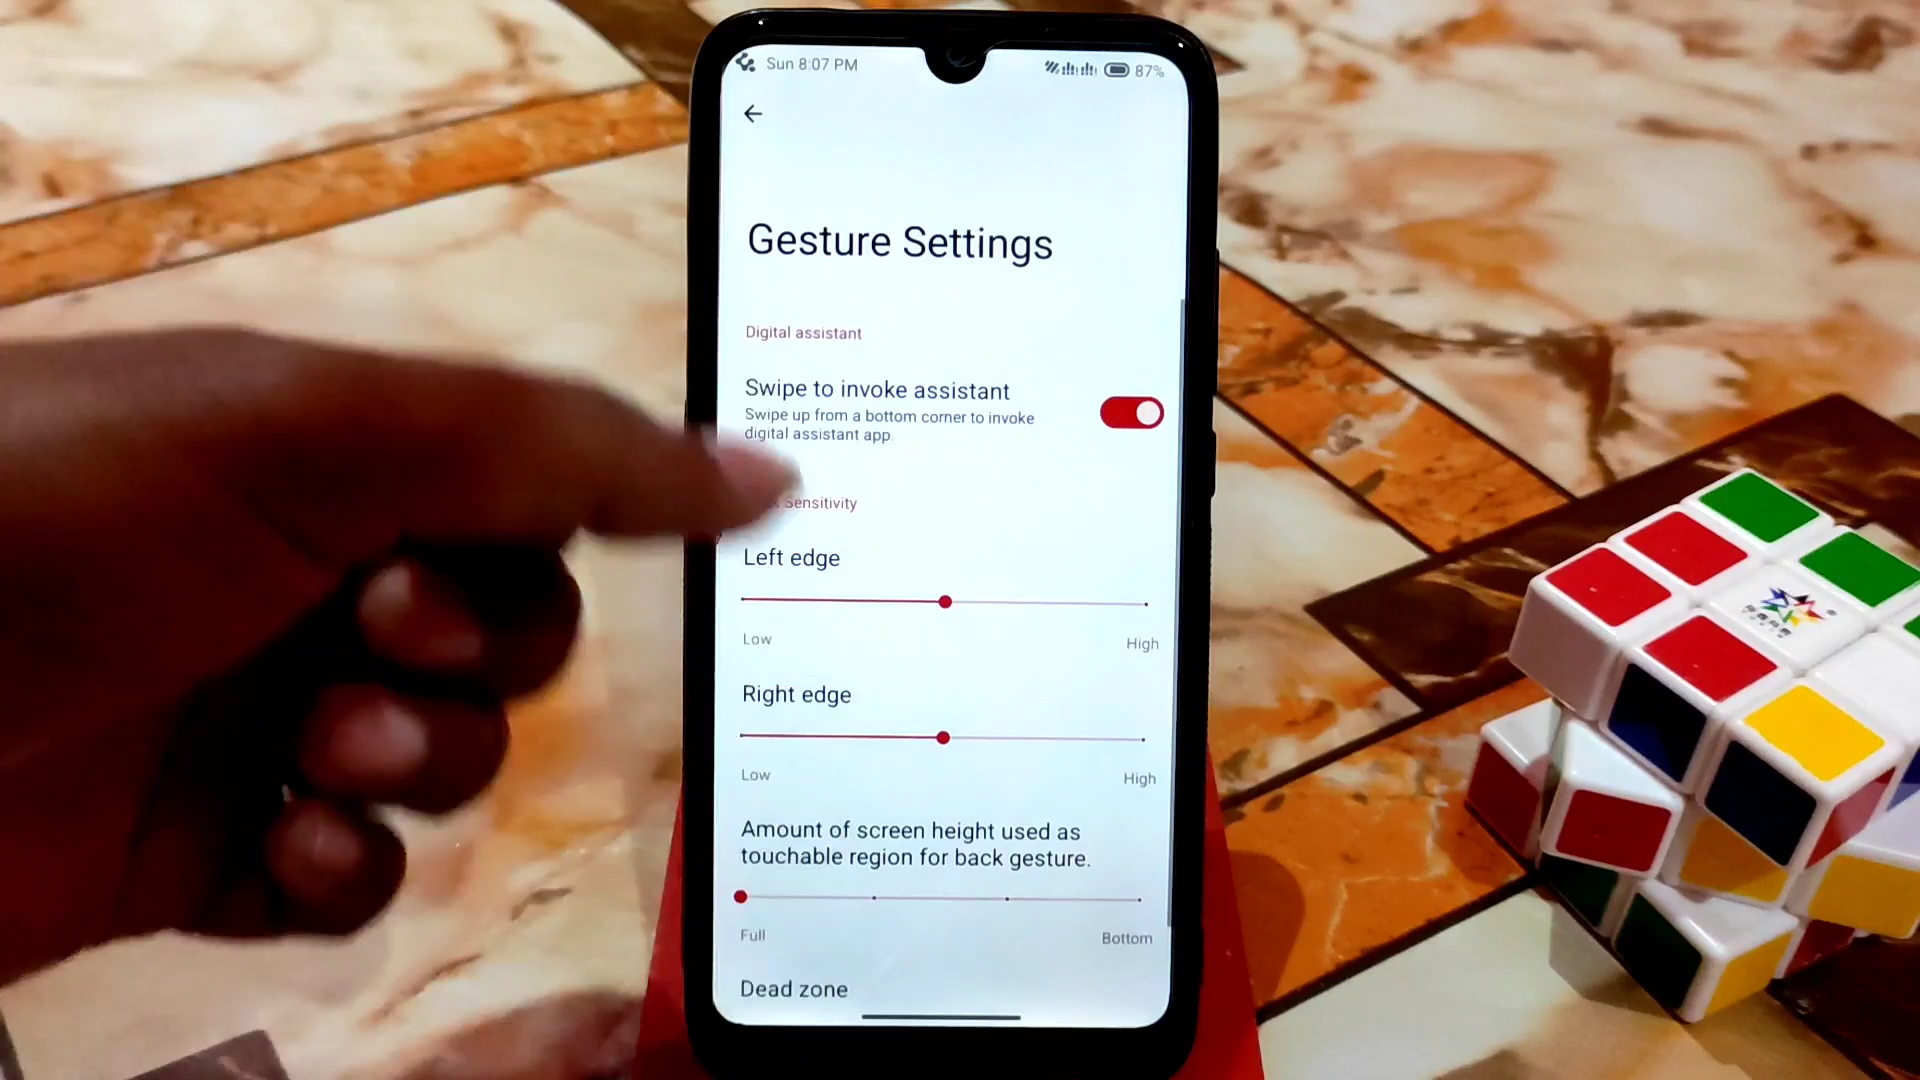 Sun 8:07 PM
87%
Gesture Settings
Digital assistant
Swipe to invoke assistant
Swipe up from a bottom corner to invoke
digital assistant app.
Sensitivity
Left edge
Low High
Right edge
Low High
Amount of screen height used as
touchable region for back gesture.
Full Bottom
Dead zone